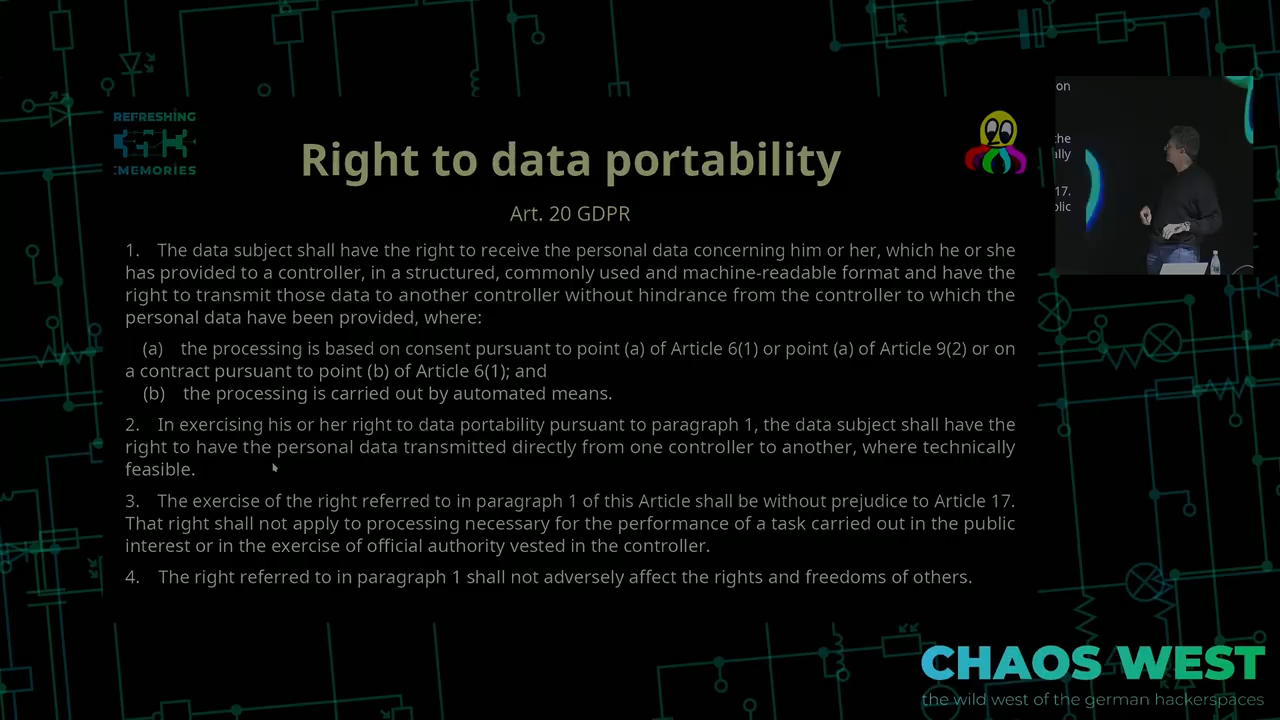 REFRESHING
MEMORIES
Right to data portability
Art. 20 GDPR
1. The data subject shall have the right to receive the personal data concerning him or her, which he or she
has provided to a controller, in a structured, commonly used and machine-readable format and have the
right to transmit those data to another controller without hindrance from the controller to which the
personal data have been provided, where:
(a) the processing is based on consent pursuant to point (a) of Article 6(1) or point (a) of Article 9(2) or on
a contract pursuant to point (b) of Article 6(1); and
(b) the processing is carried out by automated means.
2. In exercising his or her right to data portability pursuant to paragraph 1, the data subject shall have the
right to have the personal data transmitted directly from one controller to another, where technically
feasible.
3. The exercise of the right referred to in paragraph 1 of this Article shall be without prejudice to Article 17.
That right shall not apply to processing necessary for the performance of a task carried out in the public
interest or in the exercise of official authority vested in the controller.
4. The right referred to in paragraph 1 shall not adversely affect the rights and freedoms of others.
on
the
ally
17.
blic
CHAOS WEST
the wild west of the german hackerspaces